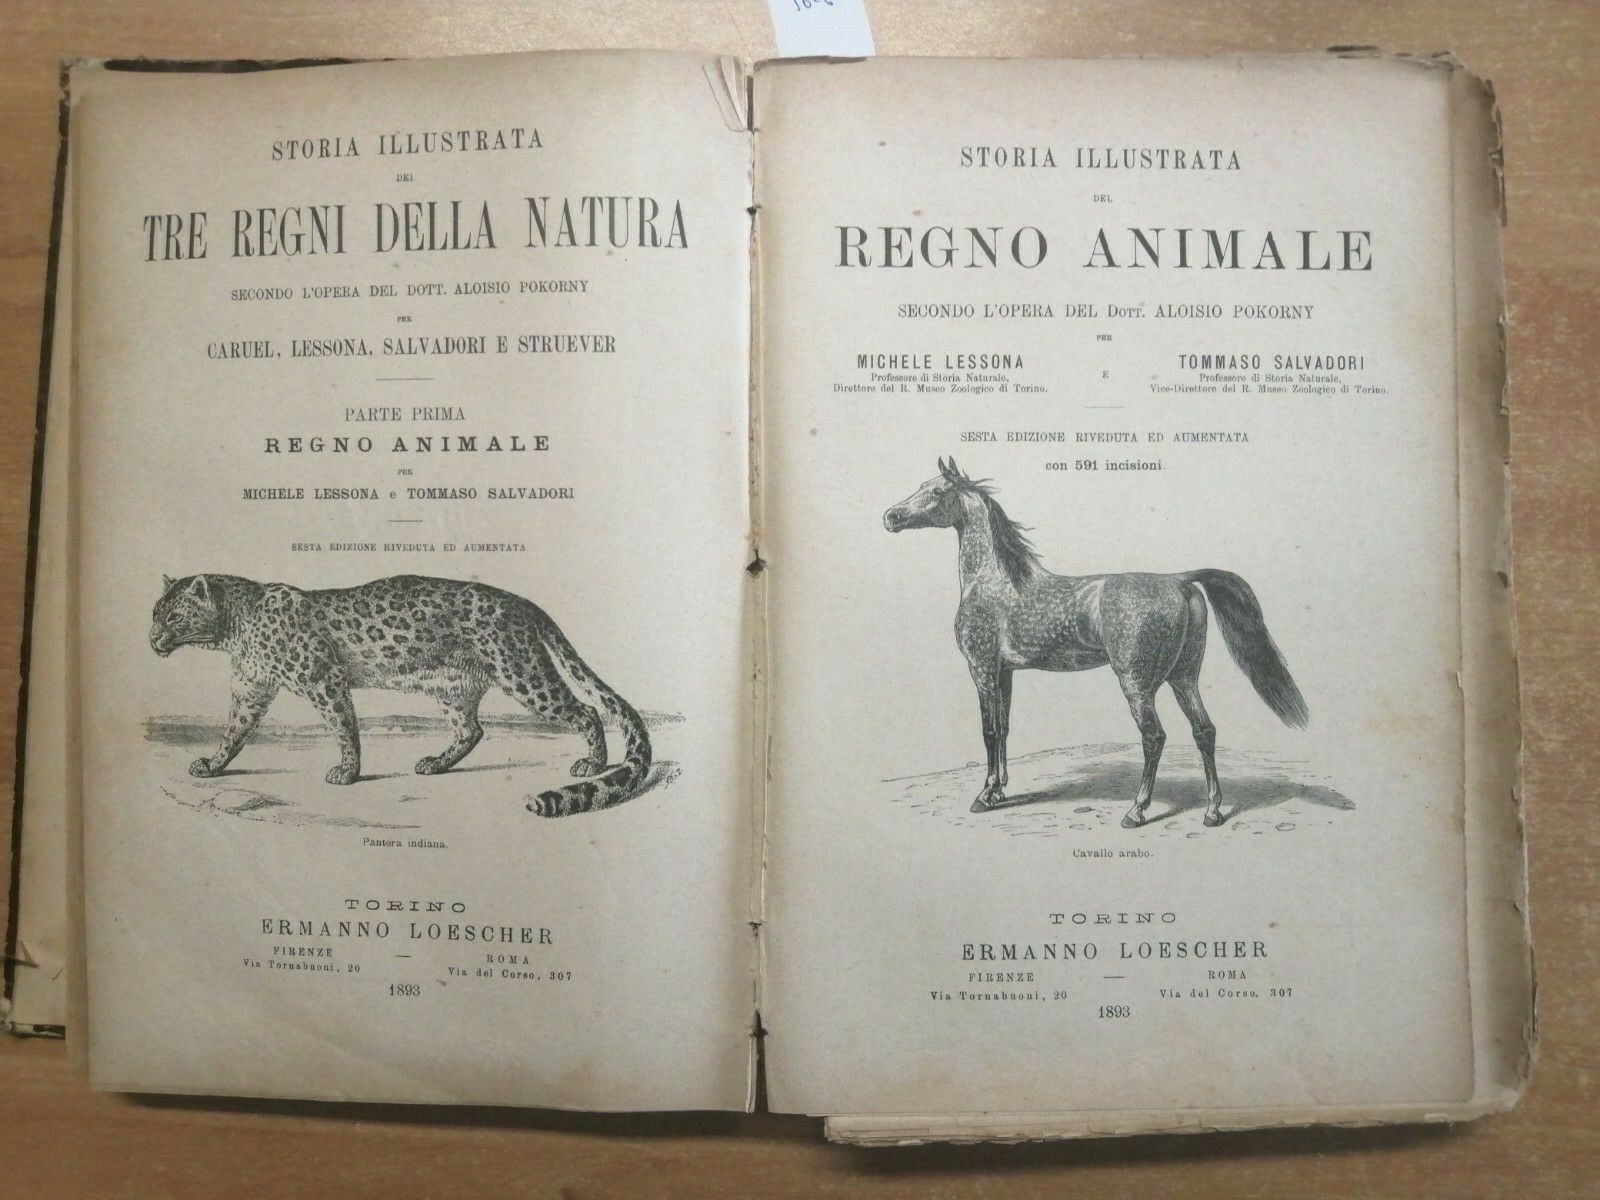 STORIA ILLUSTRATA
DEI
TRE REGNI DELLA NATURA
SECONDO L'OPERA DEL DOTT. ALOISIO POKORNY
PER
CARUEL, LESSONA, SALVADORI E STRUEVER
PARTE PRIMA
REGNO ANIMALE
PER
MICHELE LESSONA e TOMMASO SALVADORI
SESTA EDIZIONE RIVEDUTA ED AUMENTATA
Pantera indiana.
TORINO
ERMANNO LOESCHER
FIRENZE — ROMA
Via Tornabuoni, 20 Via del Corso, 307
1893
STORIA ILLUSTRATA
DEL
REGNO ANIMALE
SECONDO L'OPERA DEL DOTT. ALOISIO POKORNY
PER
MICHELE LESSONA E TOMMASO SALVADORI
Professore di Storia Naturale, Professore di Storia Naturale,
Direttore del R. Museo Zoologico di Torino. Vice-Direttore del R. Museo Zoologico di Torino.
SESTA EDIZIONE RIVEDUTA ED AUMENTATA
con 591 incisioni
Cavallo arabo.
TORINO
ERMANNO LOESCHER
FIRENZE — ROMA
Via Tornabuoni, 20 Via del Corso, 307
1893